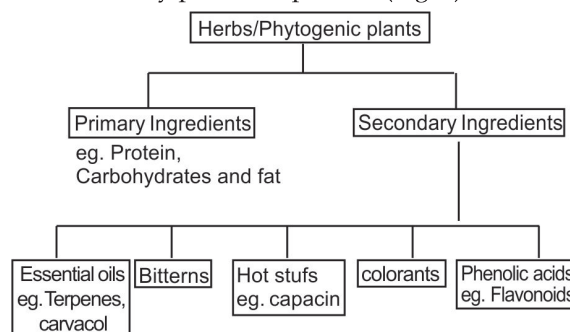 Herbs/Phytogenic plants
Primary Ingredients
eg. Protein,
Carbohydrates and fat
Secondary Ingredients
Essential oils
eg. Terpenes,
carvacol
Bitterns
Hot stufs
eg. capacin
colorants
Phenolic acids
eg. Flavonoids